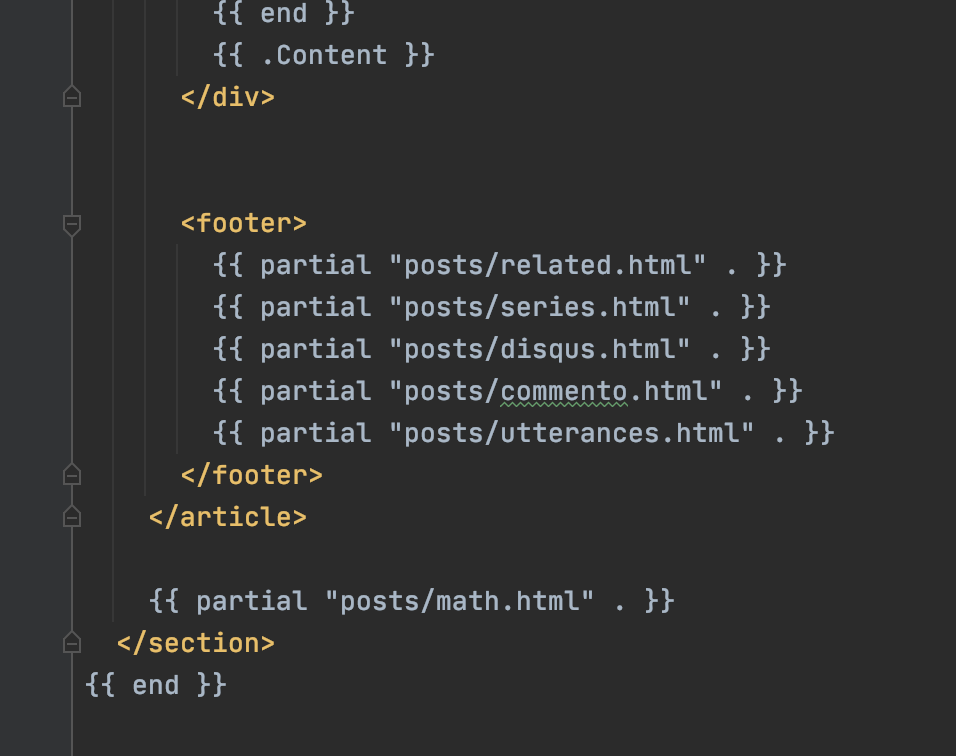 {{ end }}
{{ .Content }}
</div>
<footer>
{{ partial "posts/related.html" . }}
{{ partial "posts/series.html" . }}
{{ partial "posts/disqus.html" . }}
{{ partial "posts/commento.html" . }}
{{ partial "posts/utterances.html" . }}
</footer>
</article>
{{ partial "posts/math.html" . }}
</section>
{{ end }}